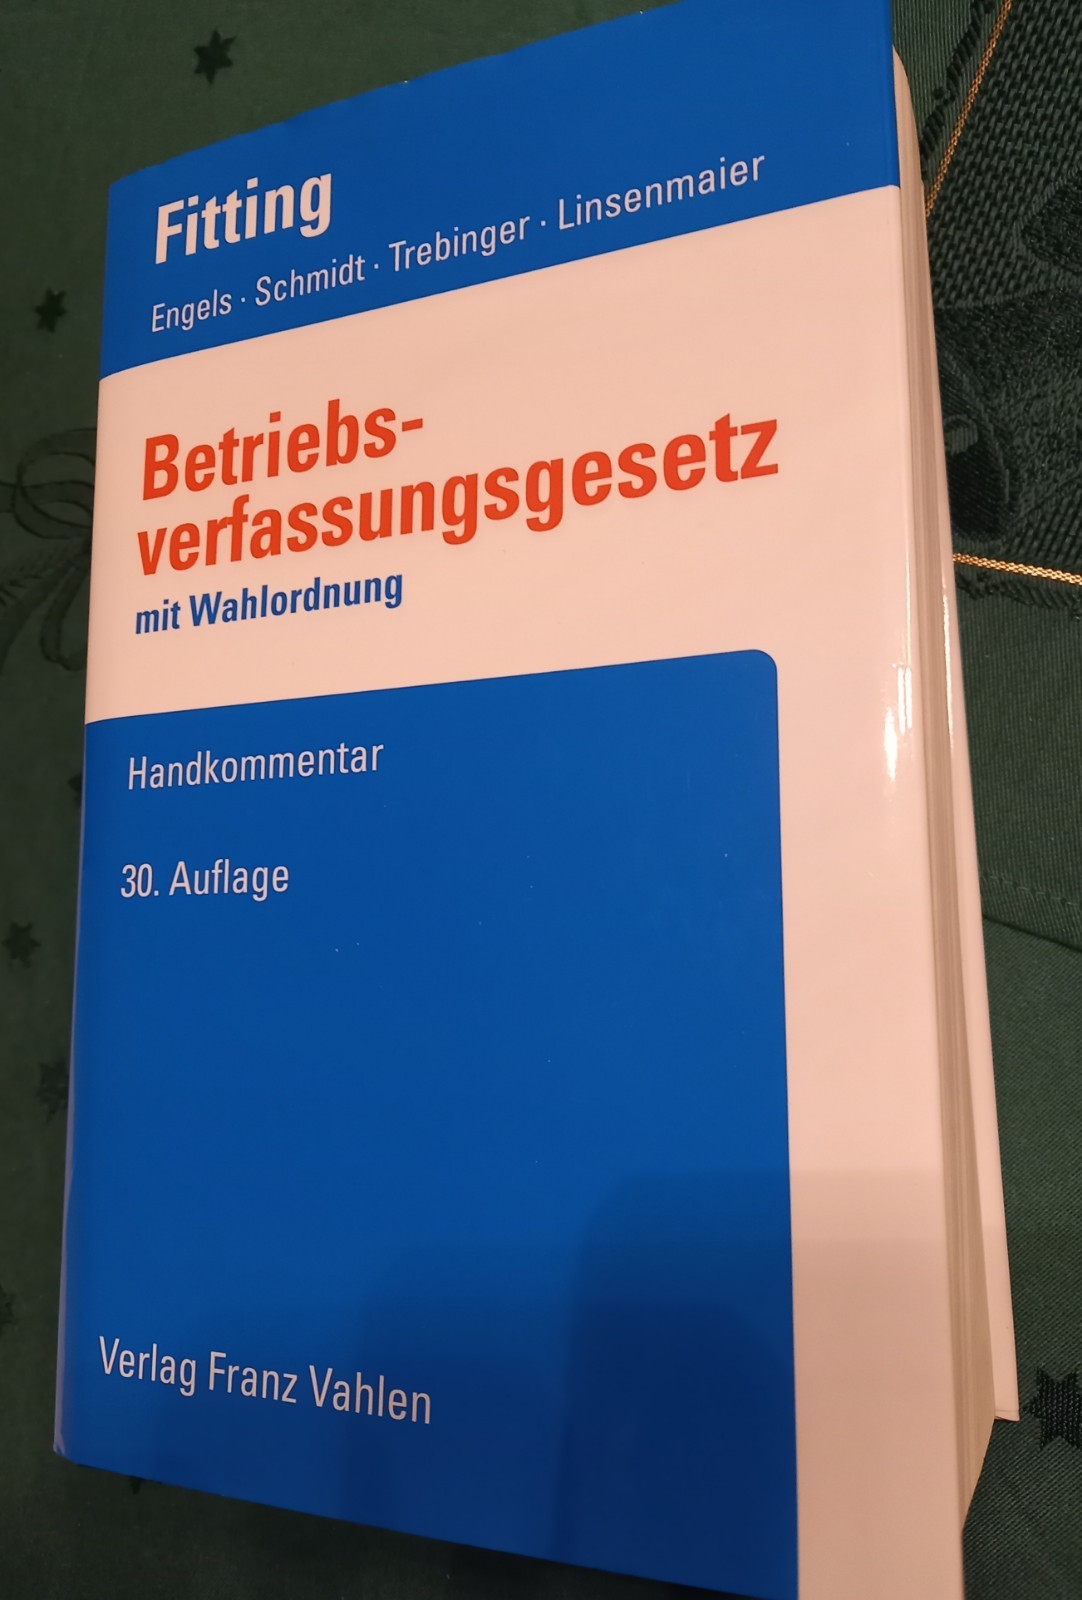 Fitting
Engels · Schmidt · Trebinger · Linsenmaier
Betriebs-
verfassungsgesetz
mit Wahlordnung
Handkommentar
30. Auflage
Verlag Franz Vahlen